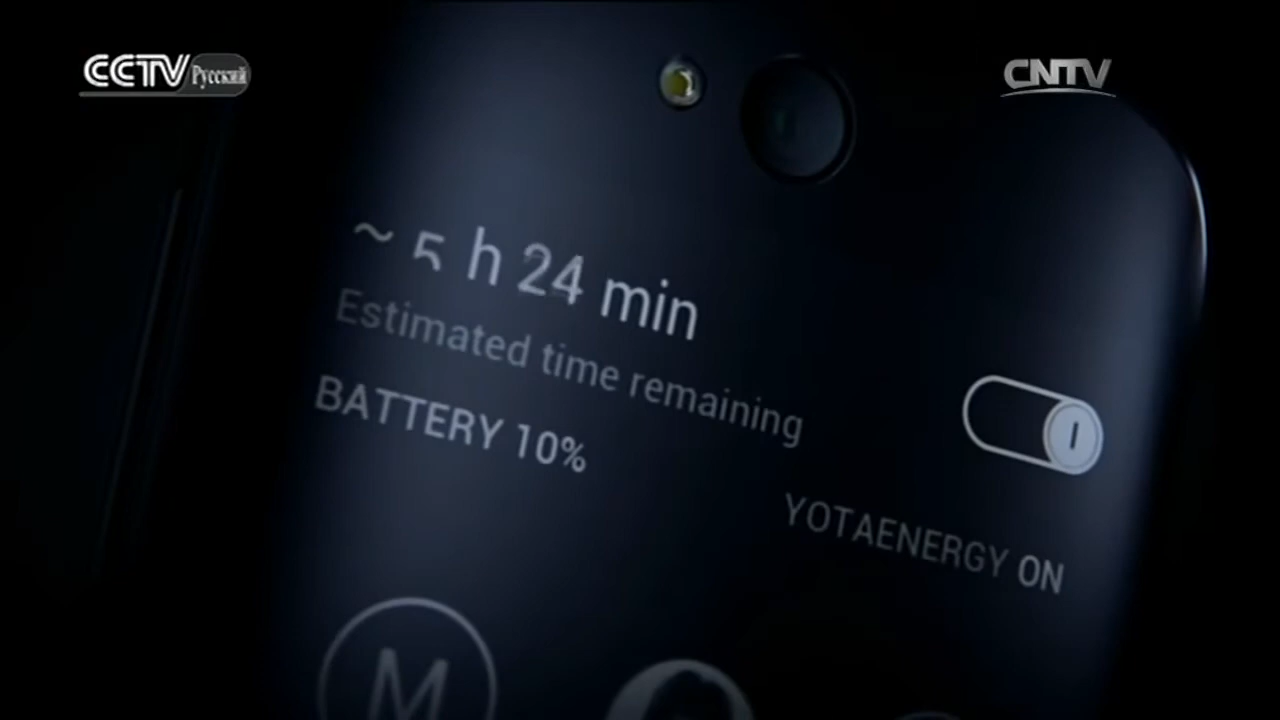 CCTV Русский
CNTV
~ 5 h 24 min
Estimated time remaining
BATTERY 10%
YOTAENERGY ON
M